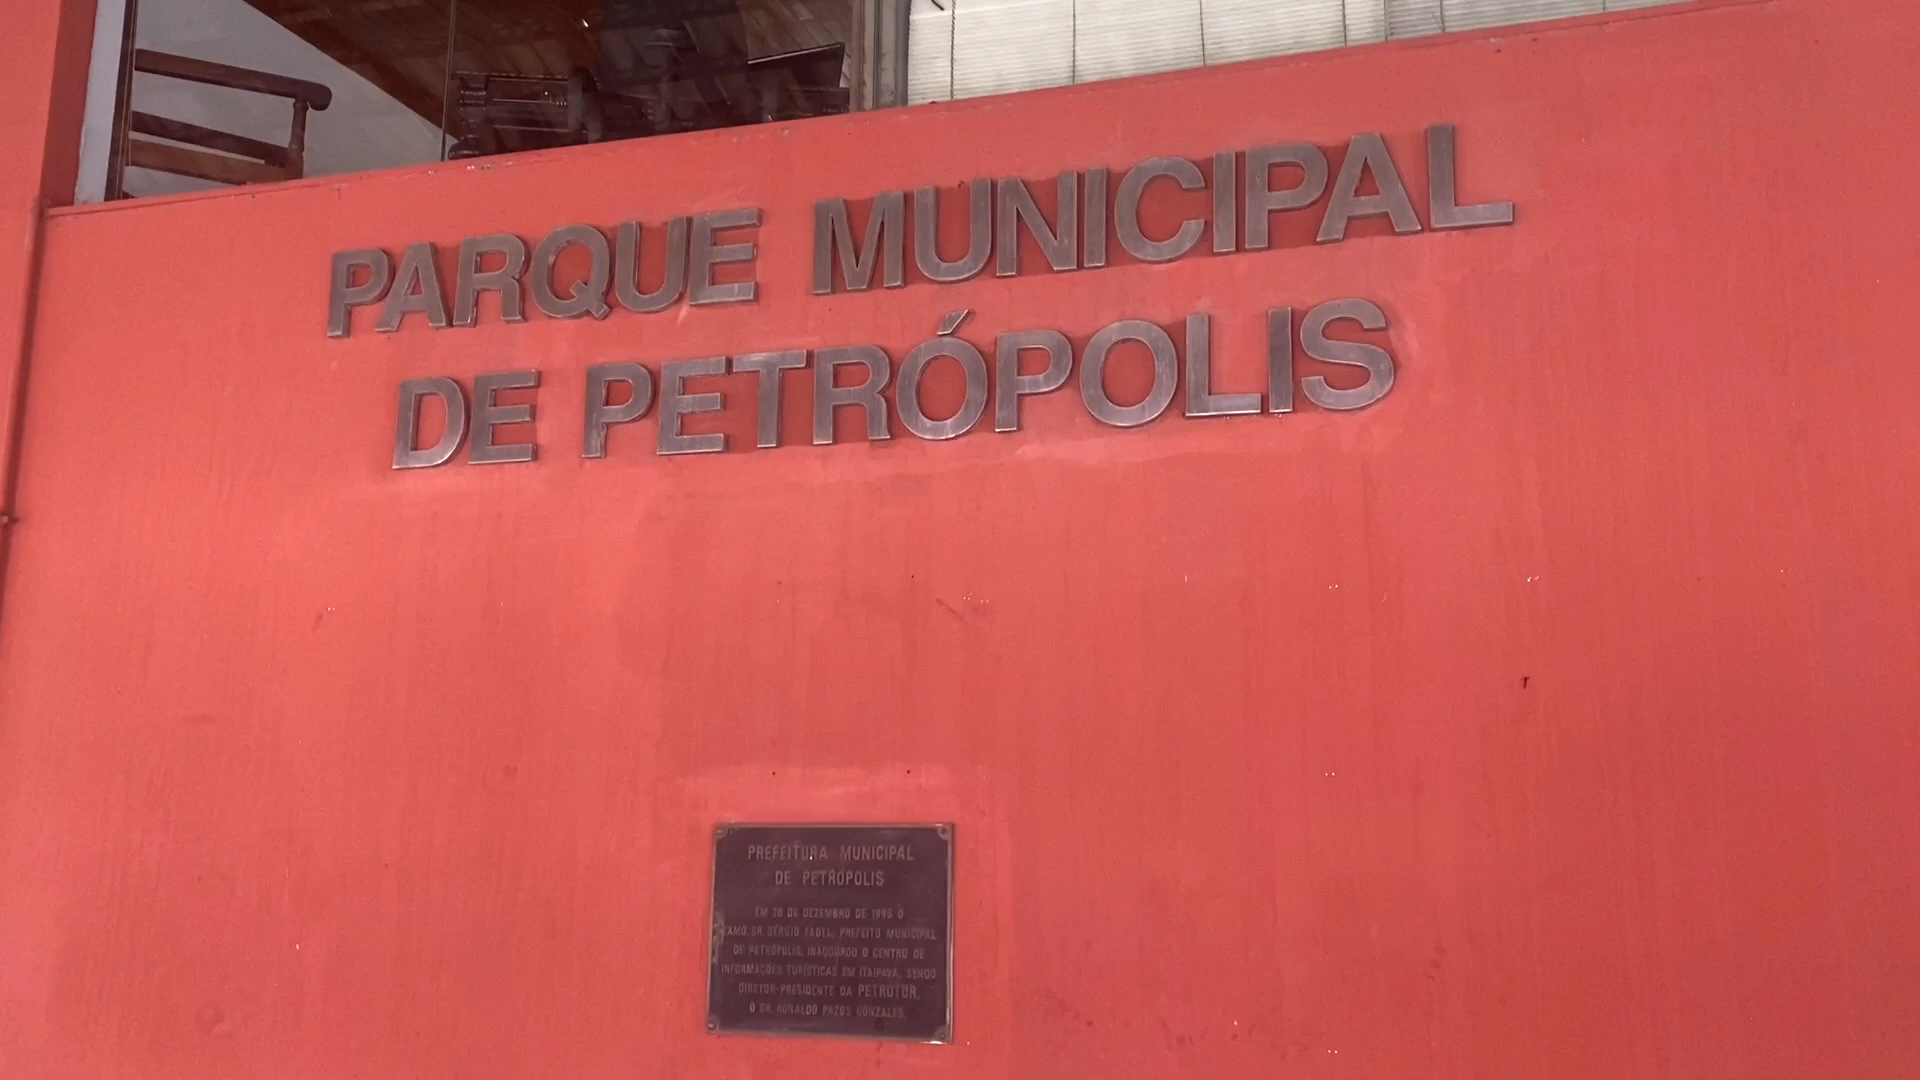 PARQUE MUNICIPAL
DE PETRÓPOLIS
PREFEITURA MUNICIPAL
DE PETRÓPOLIS
EM 28 DE DEZEMBRO DE 1996 O
EXMO. SR. SÉRGIO FADEL, PREFEITO MUNICIPAL
DE PETRÓPOLIS, INAUGUROU O CENTRO DE
INFORMAÇÕES TURÍSTICAS EM ITAIPAVA, SENDO
DIRETOR-PRESIDENTE DA PETROTUR,
O SR. RONALDO PAZOS GONZALES.